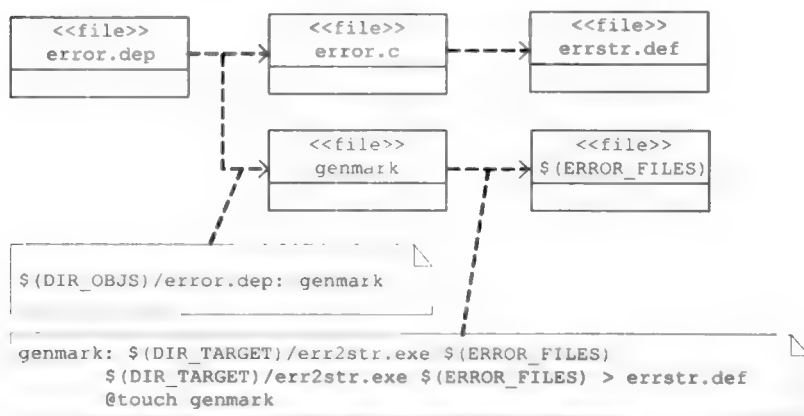 <<file>>
error.dep
<<file>>
error.c
<<file>>
errstr.def
<<file>>
genmark
<<file>>
$(ERROR_FILES)
$(DIR_OBJS)/error.dep: genmark
genmark: $(DIR_TARGET)/err2str.exe $(ERROR_FILES)
$(DIR_TARGET)/err2str.exe $(ERROR_FILES) > errstr.def
@touch genmark